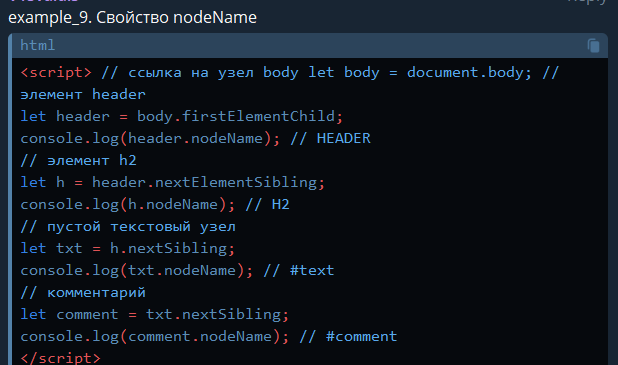 example_9. Свойство nodeName
html
<script> // ссылка на узел body let body = document.body; //
элемент header
let header = body.firstElementChild;
console.log(header.nodeName); // HEADER
// элемент h2
let h = header.nextElementSibling;
console.log(h.nodeName); // H2
// пустой текстовый узел
let txt = h.nextSibling;
console.log(txt.nodeName); // #text
// комментарий
let comment = txt.nextSibling;
console.log(comment.nodeName); // #comment
</script>